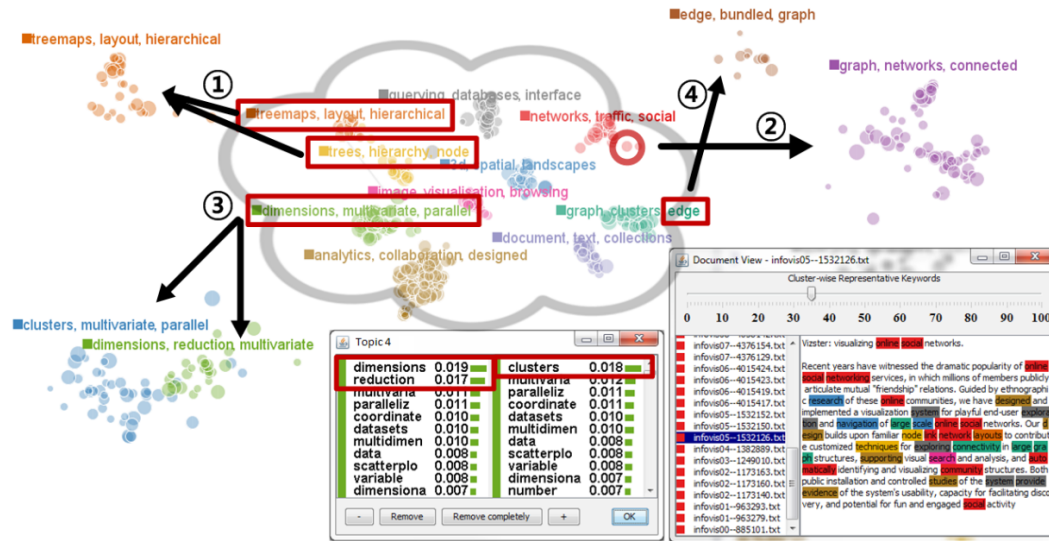 edge, bundled, graph
treemaps, layout, hierarchical
graph, networks, connected
①
④
②
querying, databases, interface
treemaps, layout, hierarchical
networks, traffic, social
trees, hierarchy, node
3d, spatial, landscapes
image, visualisation, browsing
③
dimensions, multivariate, parallel
graph, clusters, edge
document, text, collections
analytics, collaboration, designed
clusters, multivariate, parallel
dimensions, reduction, multivariate
Topic 4
dimensions 0.019
reduction 0.017
multivaria 0.011
paralleliz 0.011
coordinate 0.010
datasets 0.010
multidimen 0.010
data 0.008
scatterplo 0.008
variable 0.008
dimensiona 0.007
clusters 0.018
multivaria 0.012
paralleliz 0.011
coordinate 0.011
datasets 0.010
multidimen 0.010
data 0.008
scatterplo 0.008
variable 0.008
dimensiona 0.007
number 0.007
- Remove Remove completely + OK
Document View - infovis05--1532126.txt
Cluster-wise Representative Keywords
0 10 20 30 40 50 60 70 80 90 100
infovis07--4376154.txt
infovis07--4376129.txt
infovis06--4015424.txt
infovis06--4015423.txt
infovis06--4015419.txt
infovis06--4015417.txt
infovis05--1532152.txt
infovis05--1532150.txt
infovis05--1532126.txt
infovis04--1382889.txt
infovis03--1249010.txt
infovis02--1173163.txt
infovis02--1173160.txt
infovis02--1173140.txt
infovis01--963293.txt
infovis01--963279.txt
infovis00--885101.txt
Vizster: visualizing online social networks.
Recent years have witnessed the dramatic popularity of online
social networking services, in which millions of members publicly
articulate mutual "friendship" relations. Guided by ethnographi
c research of these online communities, we have designed and
implemented a visualization system for playful end-user explora
tion and navigation of large scale online social networks. Our d
esign builds upon familiar node link network layouts to contribut
e customized techniques for exploring connectivity in large gra
ph structures, supporting visual search and analysis, and auto
matically identifying and visualizing community structures. Both
public installation and controlled studies of the system provide
evidence of the system's usability, capacity for facilitating disco
very, and potential for fun and engaged social activity